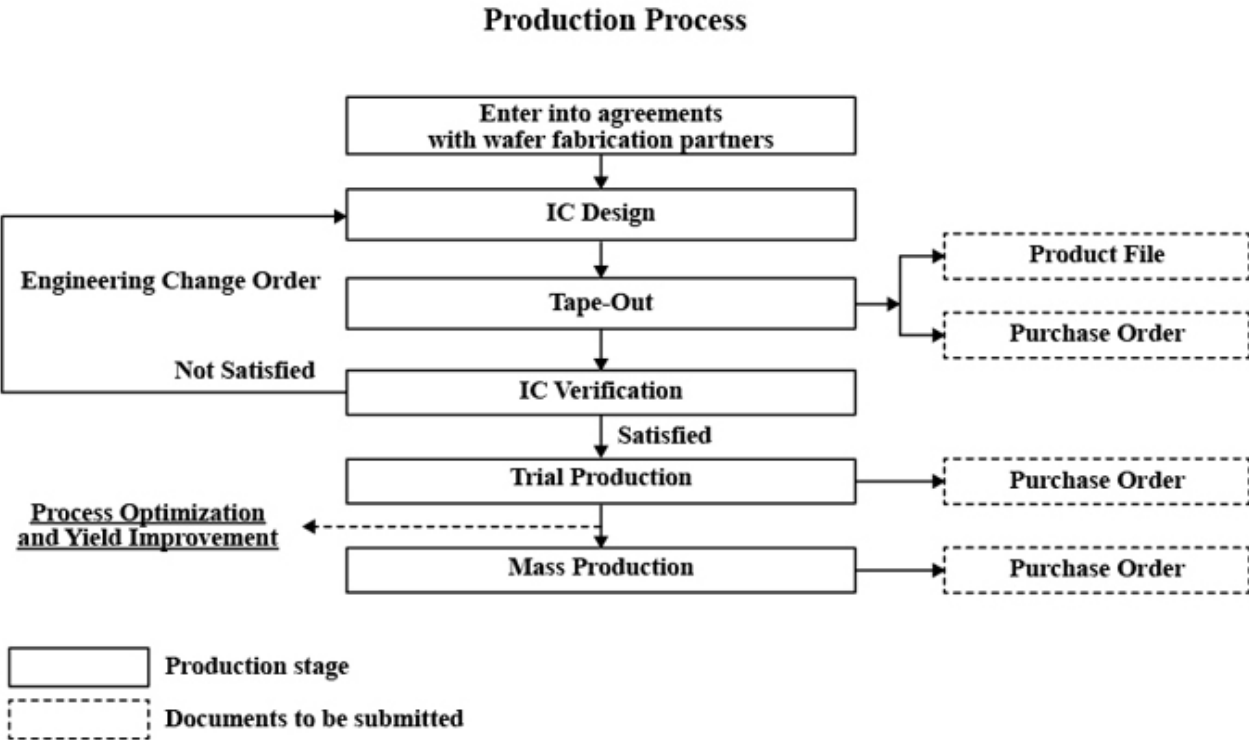 Production Process
Enter into agreements
with wafer fabrication partners
IC Design
Engineering Change Order
Product File
Tape-Out
Purchase Order
Not Satisfied
IC Verification
Satisfied
Trial Production
Purchase Order
Process Optimization
and Yield Improvement
Mass Production
Purchase Order
Production stage
Documents to be submitted